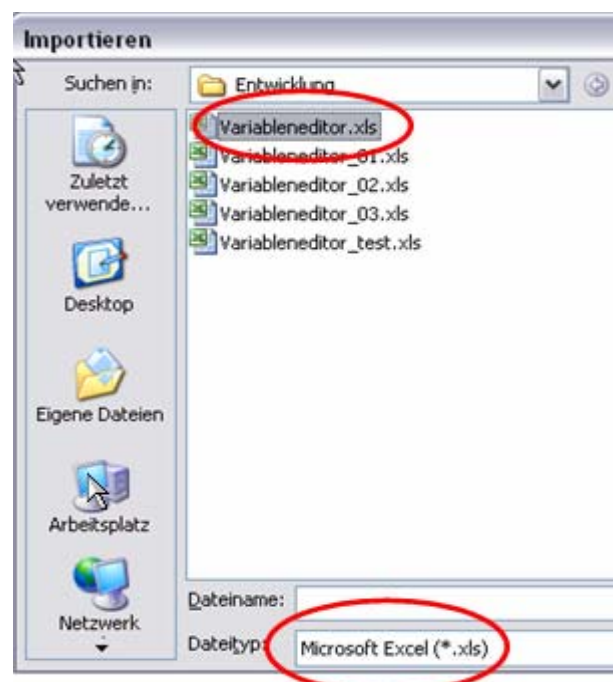 Importieren
Suchen in:
Entwicklung
Variableneditor.xls
Variableneditor_01.xls
Variableneditor_02.xls
Variableneditor_03.xls
Variableneditor_test.xls
Zuletzt
verwende...
Desktop
Eigene Dateien
Arbeitsplatz
Netzwerk
Dateiname:
Dateityp:
Microsoft Excel (*.xls)